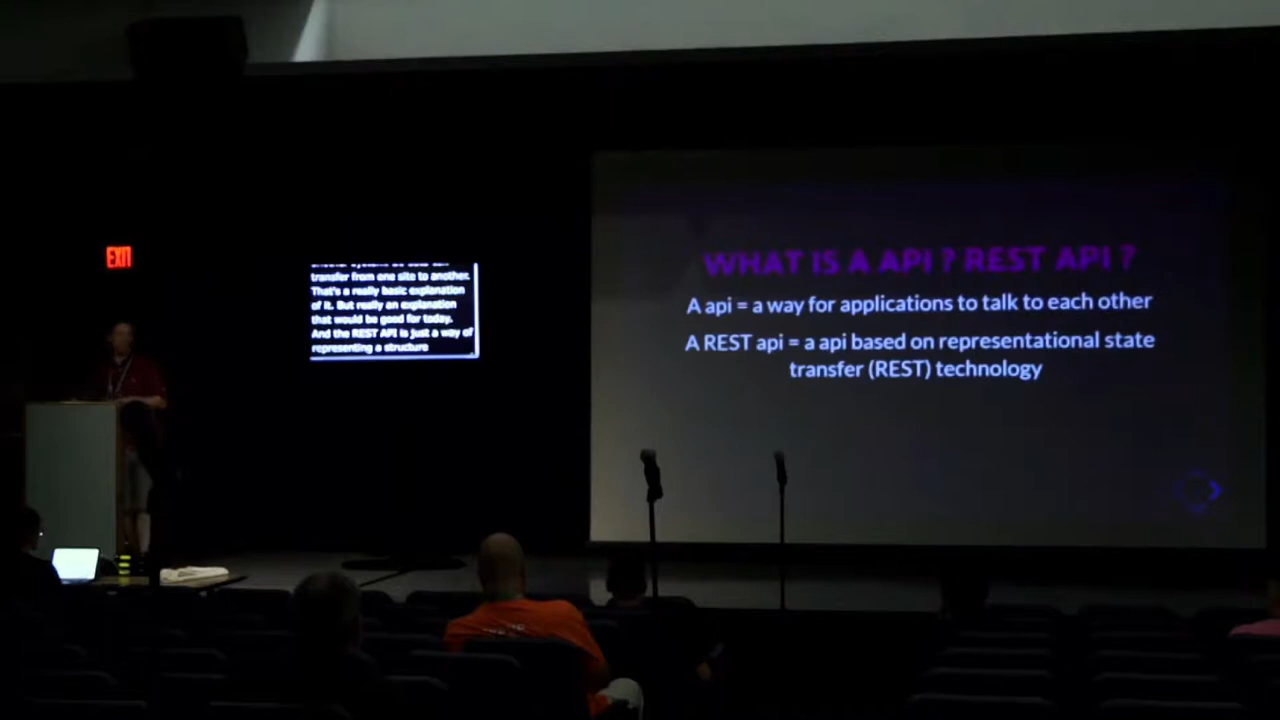 EXIT
transfer from one site to another.
That's a really basic explanation
of it. But really an explanation
that would be good for today.
And the REST API is just a way of
representing a structure
WHAT IS A API ? REST API ?
A api = a way for applications to talk to each other
A REST api = a api based on representational state
transfer (REST) technology